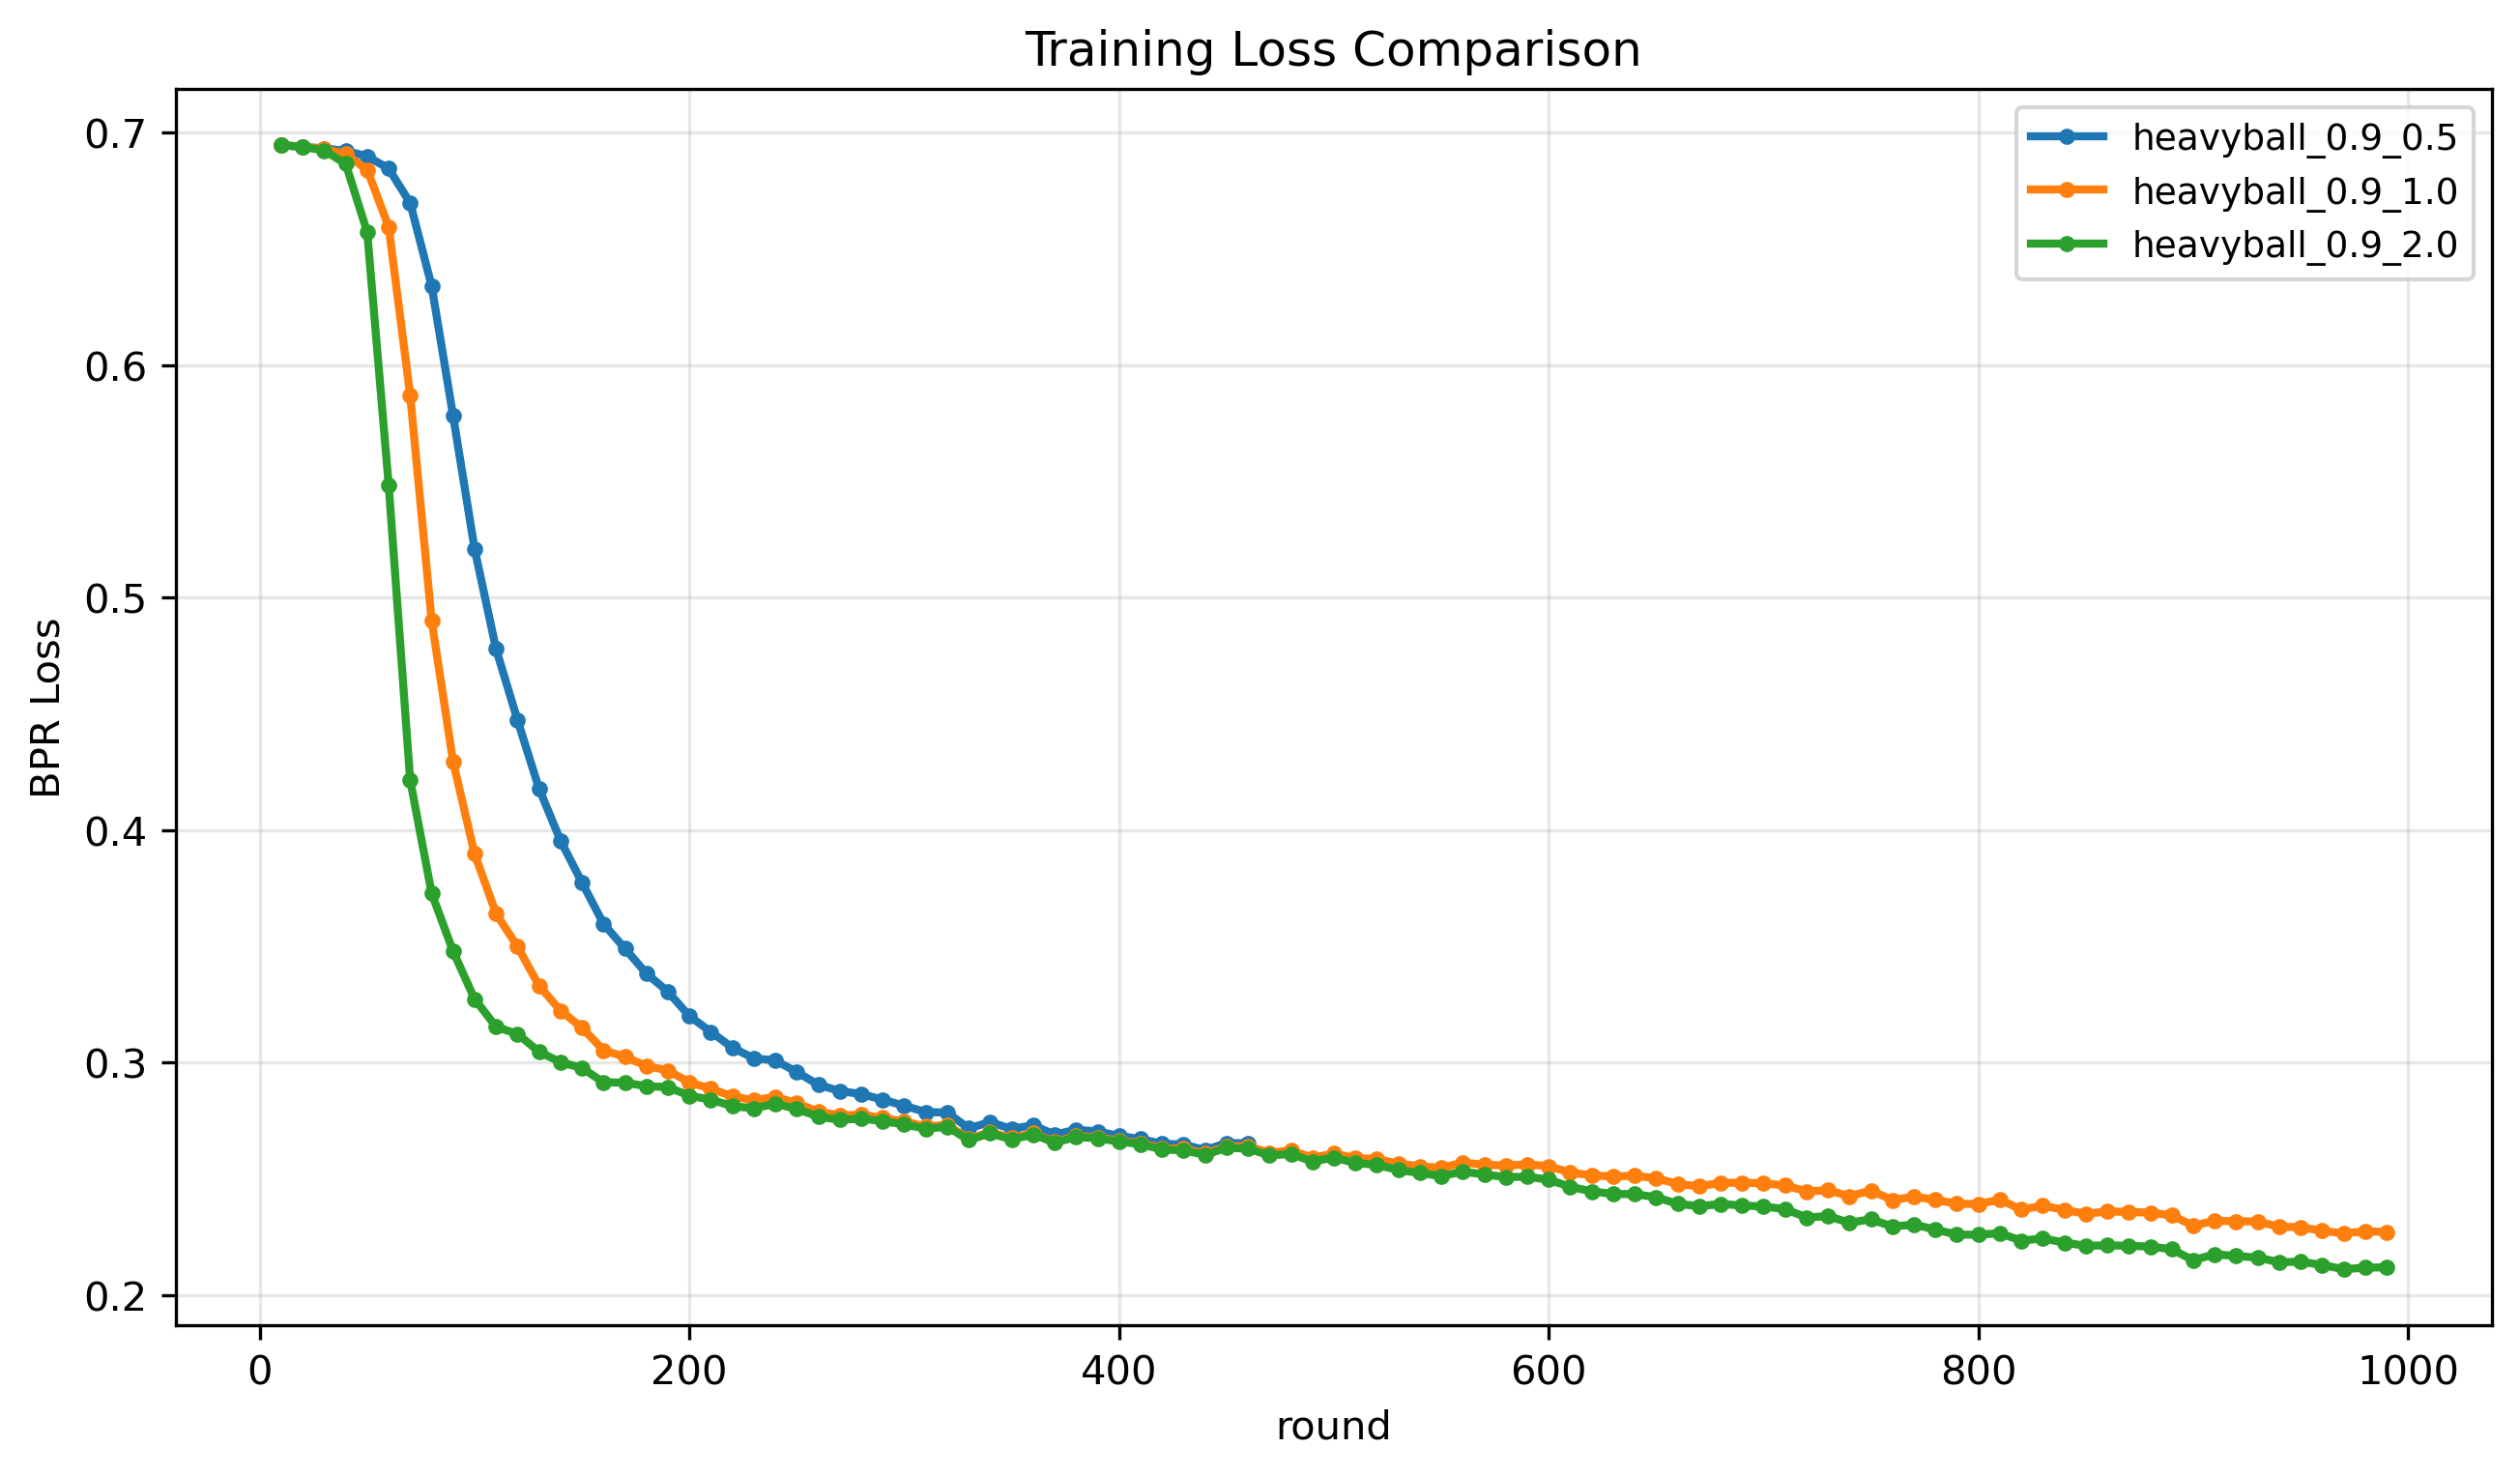 Training Loss Comparison
heavyball_0.9_0.5
heavyball_0.9_1.0
heavyball_0.9_2.0
BPR Loss
0.7
0.6
0.5
0.4
0.3
0.2
0 200 400 600 800 1000
round